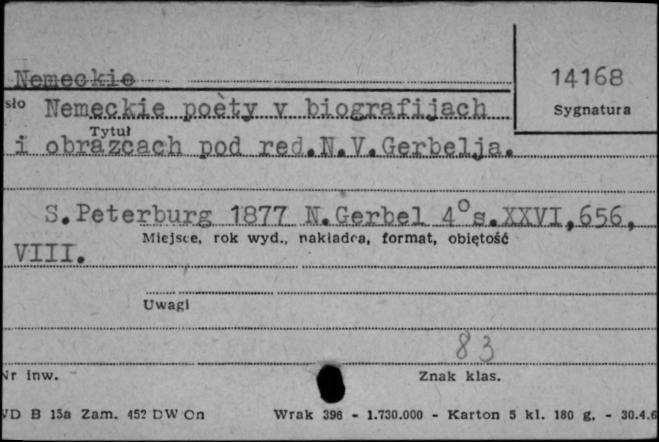 Nemeckie
14168
sło Nemeckie poèty v biografijach
Sygnatura
Tytuł
i obrazcach pod red.N.V.Gerbelja.
S.Peterburg 1877 N.Gerbel 4°s.XXVI,656,
Miejsce, rok wyd., nakładca, format, objętość
VIII.
Uwagi
83
Nr inw.
Znak klas.
VD B 15a Zam. 452 DW On Wrak 396 - 1.730.000 - Karton 5 kl. 180 g. - 30.4.6